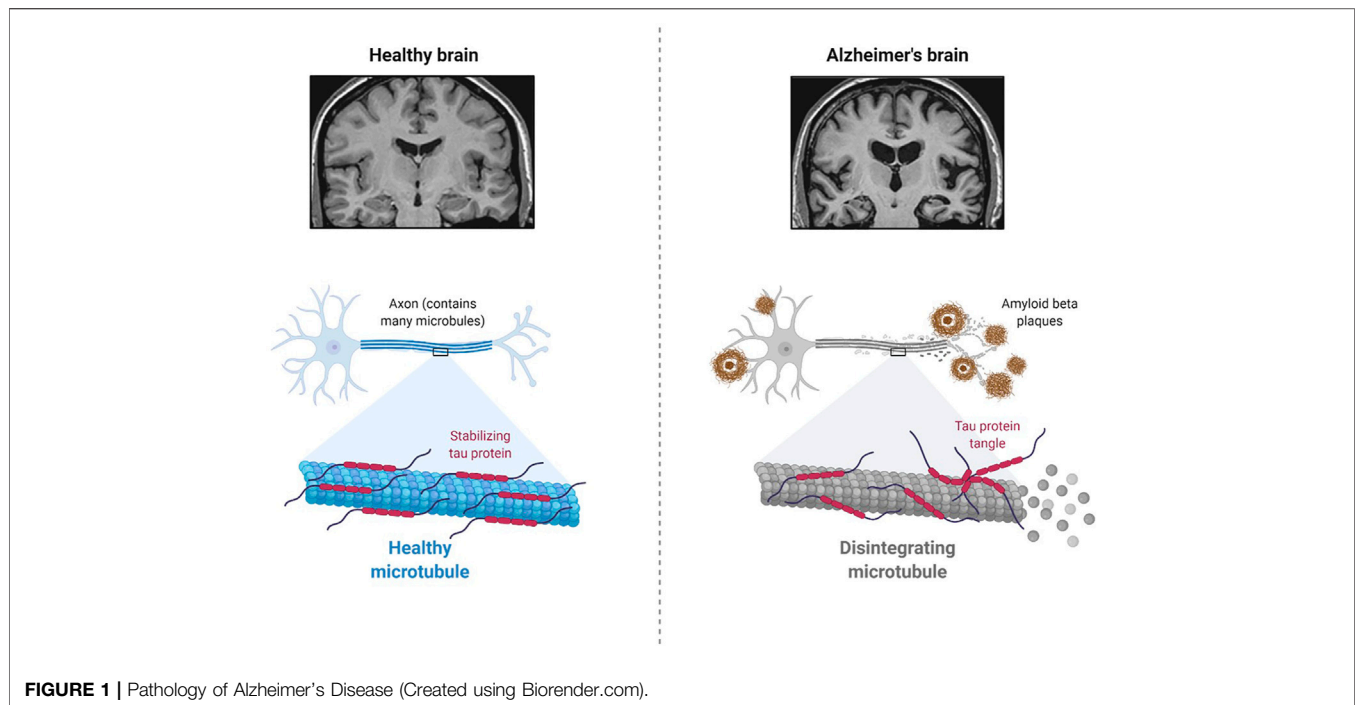 Healthy brain
Alzheimer's brain
Axon (contains
many microbules)
Amyloid beta
plaques
Stabilizing
tau protein
Tau protein
tangle
Healthy
microtubule
Disintegrating
microtubule
FIGURE 1 | Pathology of Alzheimer’s Disease (Created using Biorender.com).